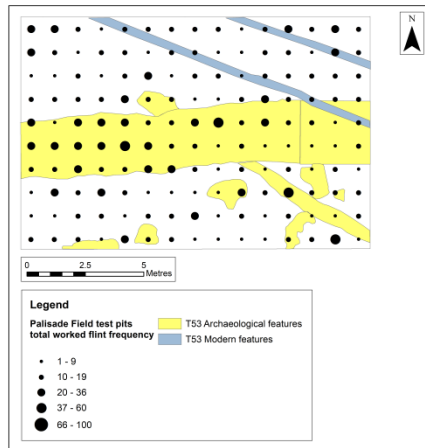 N
0 2.5 5
Metres
Legend
Palisade Field test pits
total worked flint frequency
1 - 9
10 - 19
20 - 36
37 - 60
66 - 100
T53 Archaeological features
T53 Modern features